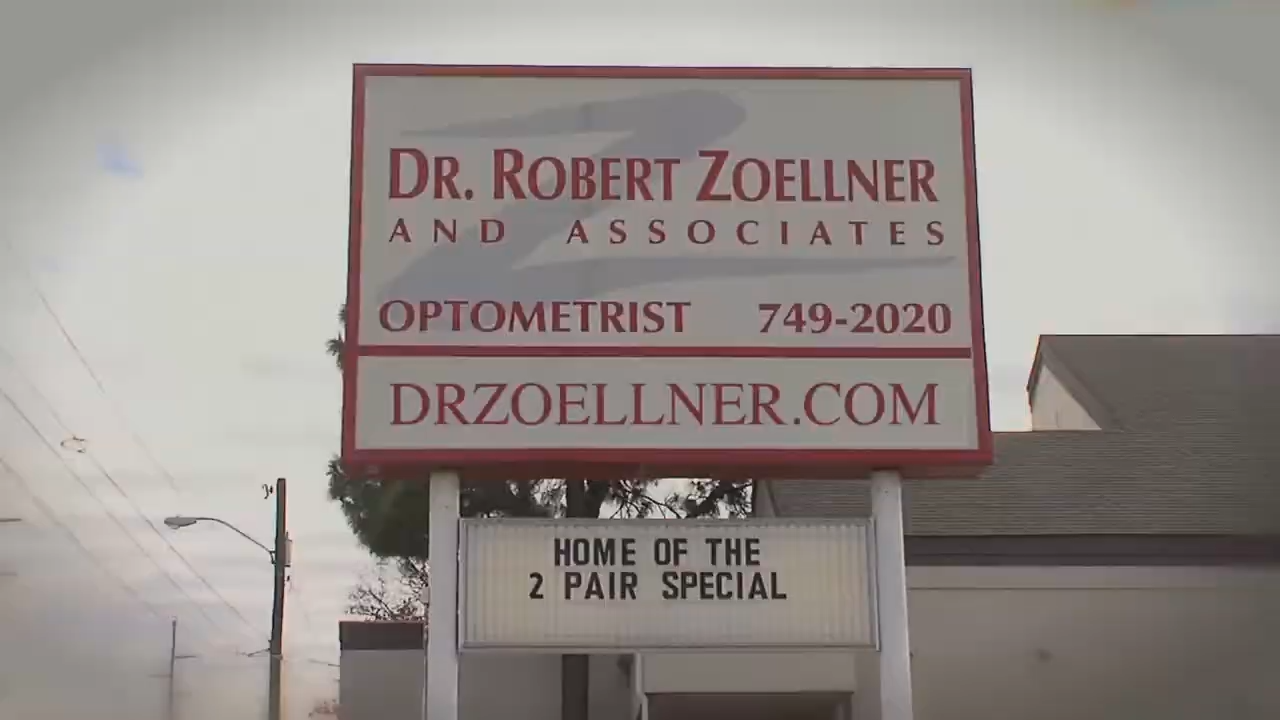 DR. ROBERT ZOELLNER
AND ASSOCIATES
OPTOMETRIST 749-2020
DRZOELLNER.COM
HOME OF THE
2 PAIR SPECIAL